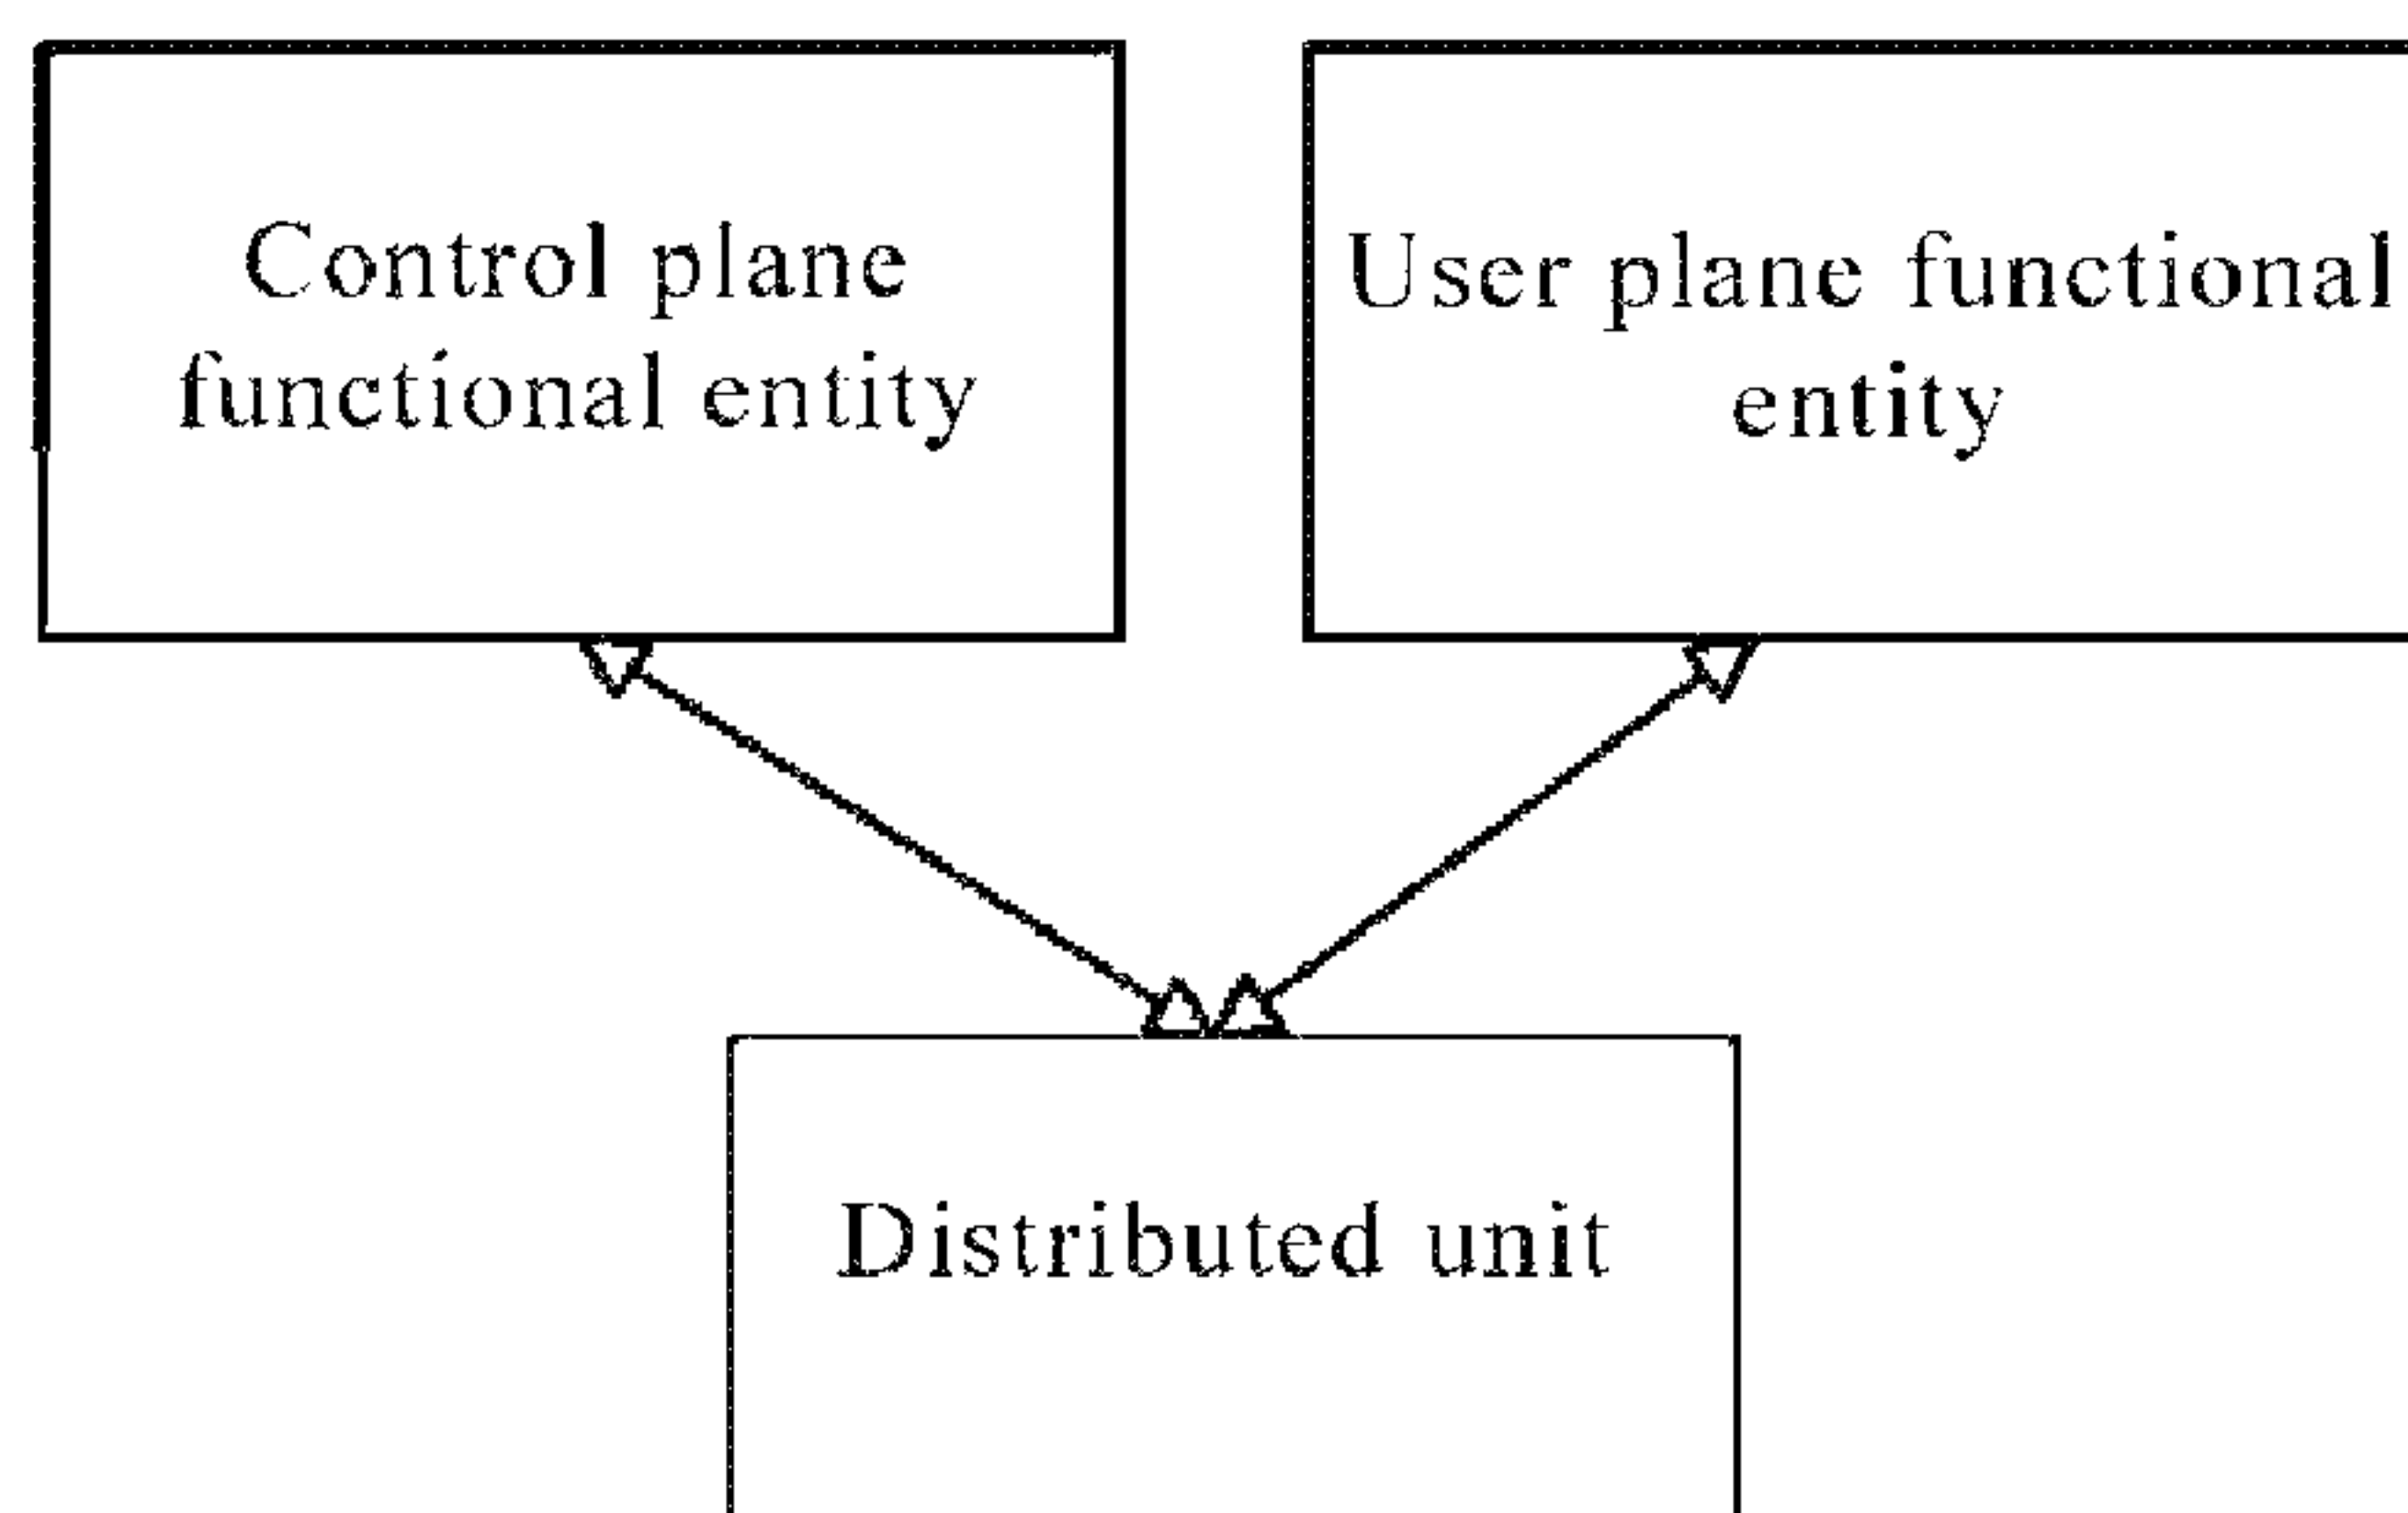 Control plane
functional entity
User plane functional
entity
Distributed unit